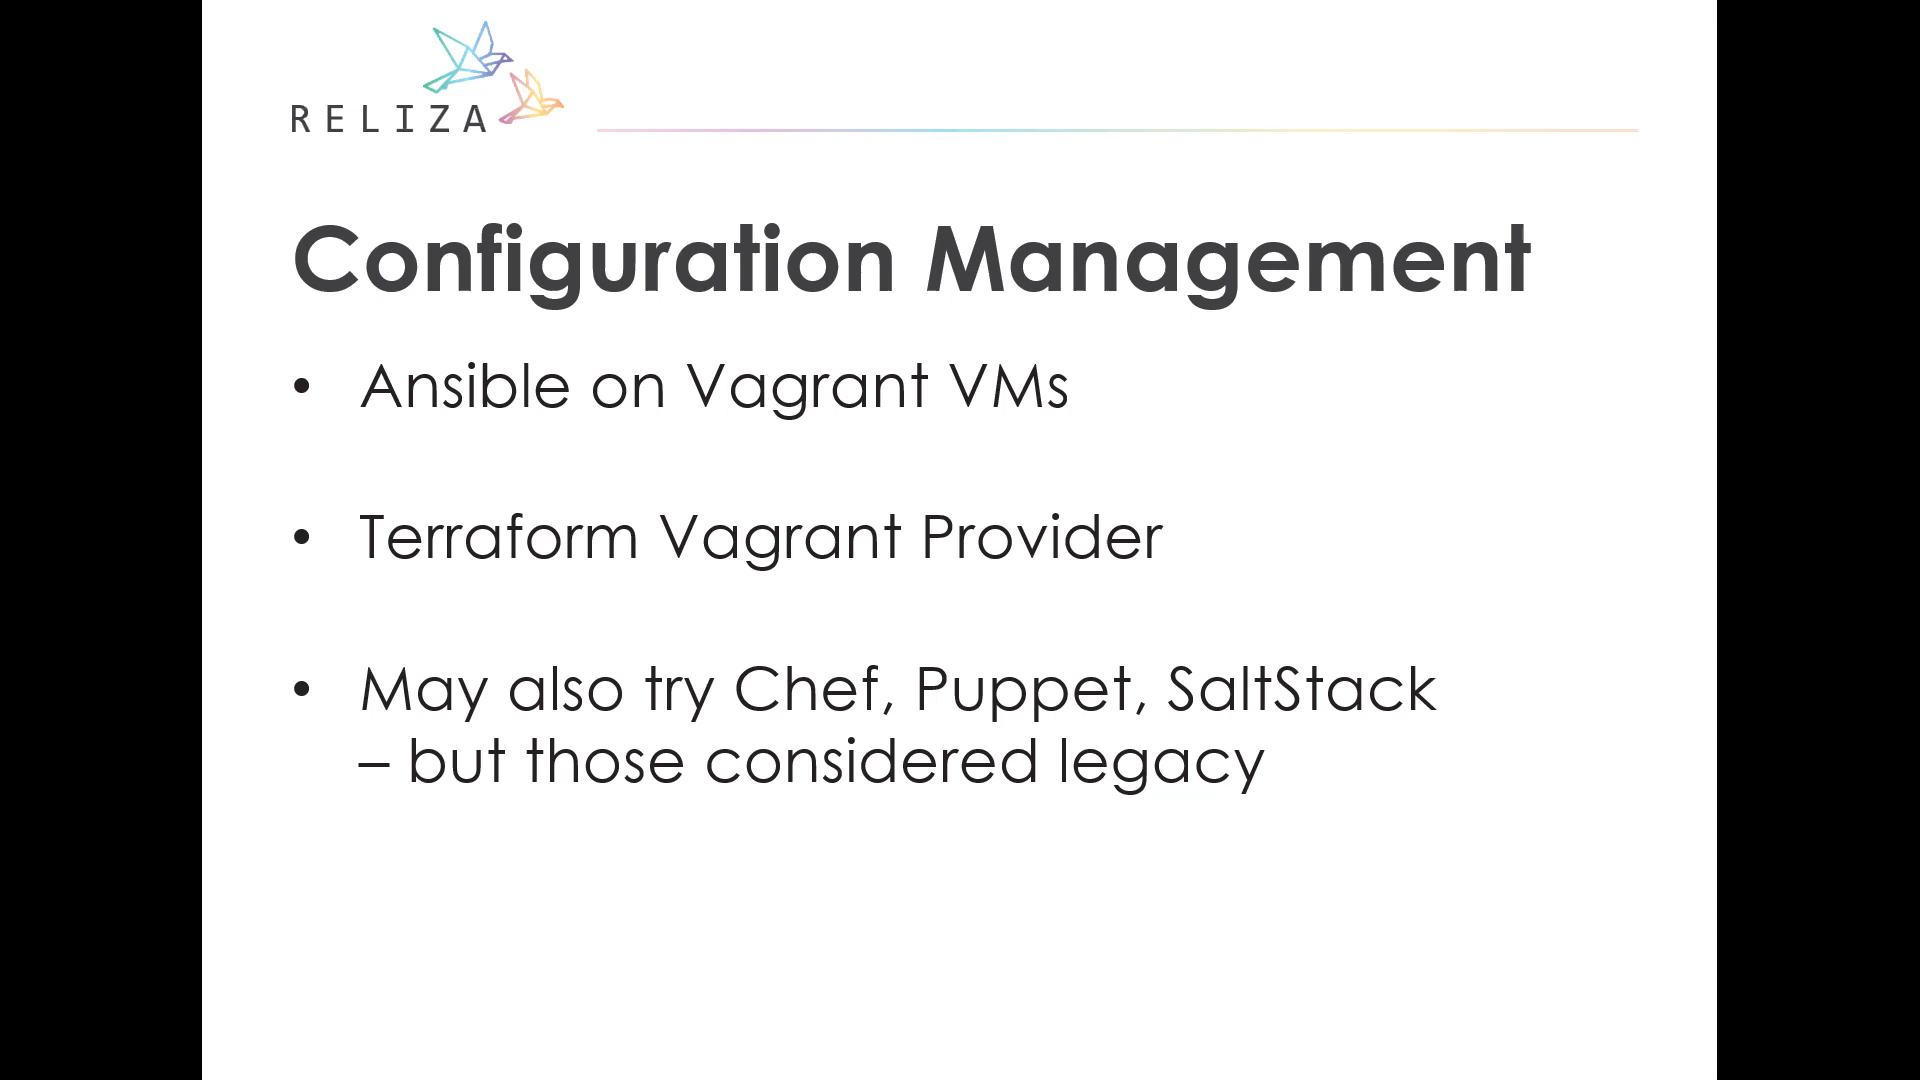 RELIZA
Configuration Management
• Ansible on Vagrant VMs
• Terraform Vagrant Provider
• May also try Chef, Puppet, SaltStack
– but those considered legacy